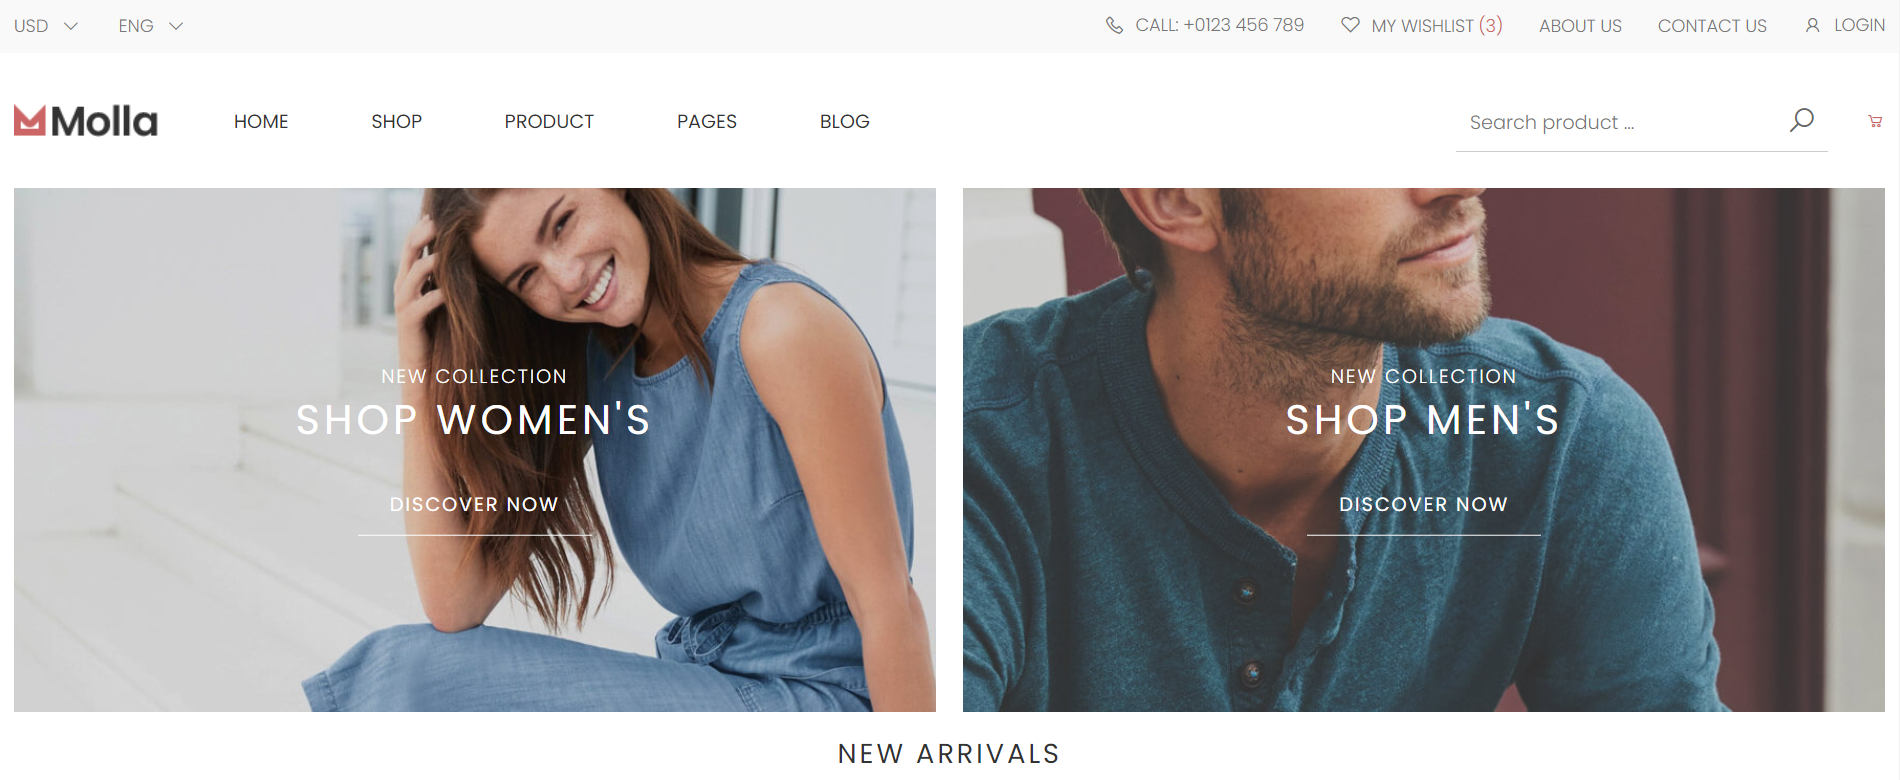 USD ENG CALL: +0123 456 789 MY WISHLIST (3) ABOUT US CONTACT US LOGIN
Molla HOME SHOP PRODUCT PAGES BLOG Search product ...
NEW COLLECTION
SHOP WOMEN'S
DISCOVER NOW
NEW COLLECTION
SHOP MEN'S
DISCOVER NOW
NEW ARRIVALS